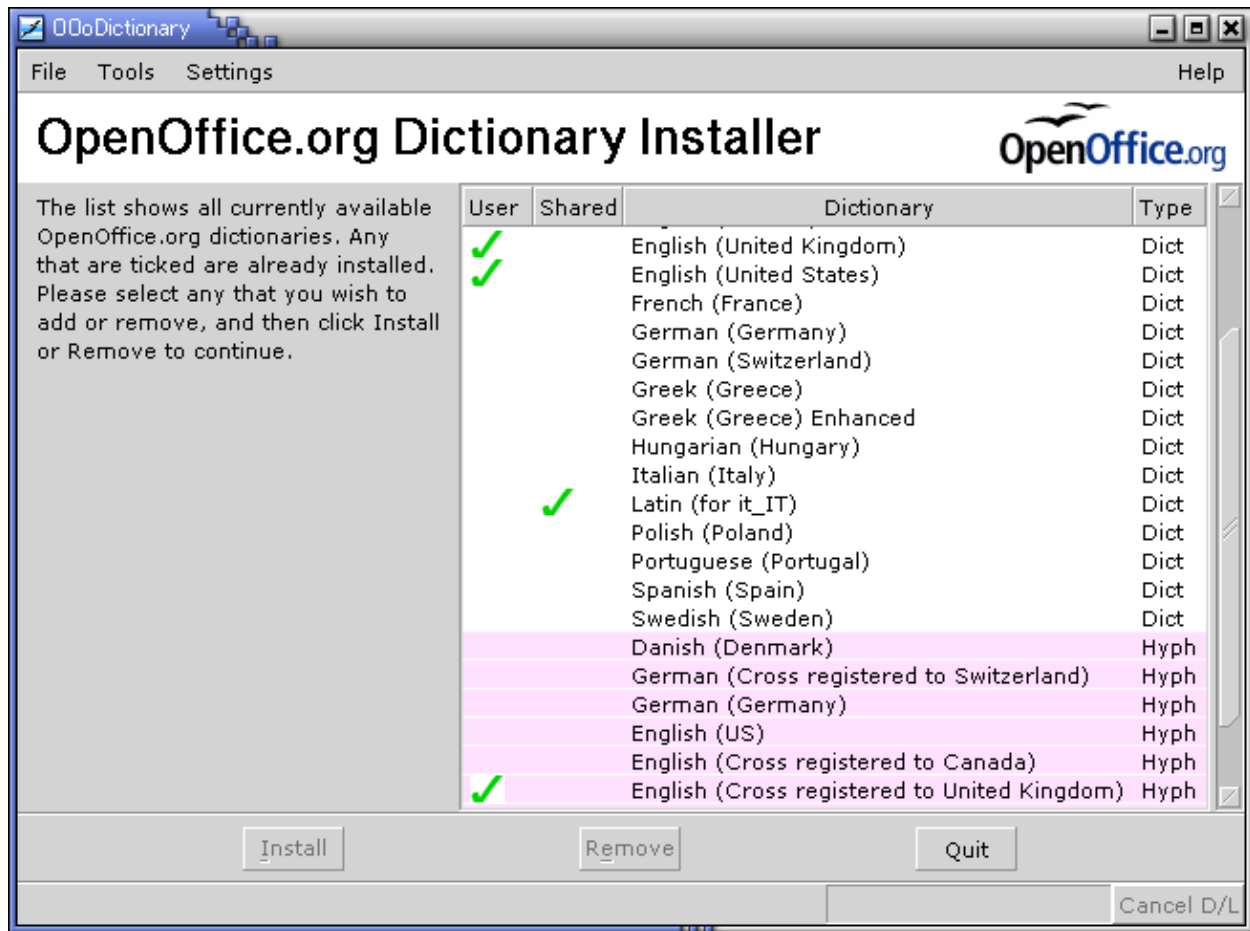 OOoDictionary
File Tools Settings Help
OpenOffice.org Dictionary Installer
OpenOffice.org
The list shows all currently available
OpenOffice.org dictionaries. Any
that are ticked are already installed.
Please select any that you wish to
add or remove, and then click Install
or Remove to continue.
User Shared Dictionary Type
English (United Kingdom) Dict
English (United States) Dict
French (France) Dict
German (Germany) Dict
German (Switzerland) Dict
Greek (Greece) Dict
Greek (Greece) Enhanced Dict
Hungarian (Hungary) Dict
Italian (Italy) Dict
Latin (for it_IT) Dict
Polish (Poland) Dict
Portuguese (Portugal) Dict
Spanish (Spain) Dict
Swedish (Sweden) Dict
Danish (Denmark) Hyph
German (Cross registered to Switzerland) Hyph
German (Germany) Hyph
English (US) Hyph
English (Cross registered to Canada) Hyph
English (Cross registered to United Kingdom) Hyph
Install Remove Quit
Cancel D/L